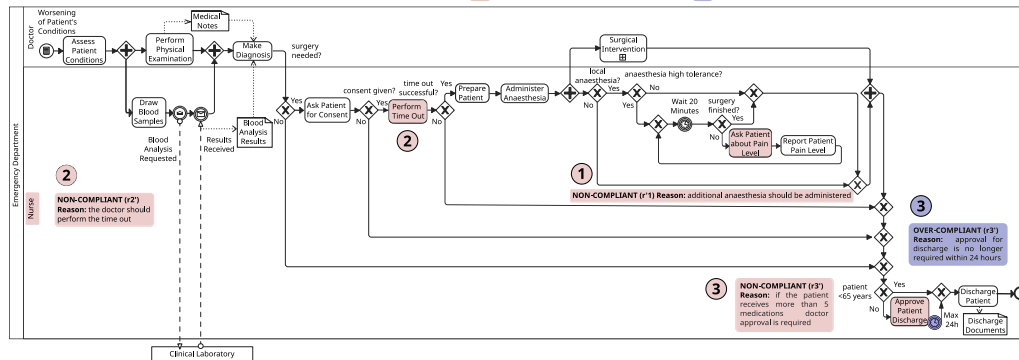 Emergency Department
Doctor
Nurse
Worsening
of Patient's
Conditions
Assess
Patient
Conditions
Perform
Physical
Examination
Medical
Notes
Make
Diagnosis
surgery
needed?
Draw
Blood
Samples
Blood
Analysis
Requested
Results
Received
Blood
Analysis
Results
Yes
No
Ask Patient
for Consent
consent given?
Yes
No
Perform
Time Out
2
time out
successful?
Yes
No
Prepare
Patient
Administer
Anaesthesia
Surgical
Intervention
local
anaesthesia?
Yes
No
anaesthesia high tolerance?
No
Yes
Wait 20
Minutes
surgery
finished?
Yes
No
Ask Patient
about Pain
Level
Report Patient
Pain Level
1
NON-COMPLIANT (r'1) Reason: additional anaesthesia should be administered
2
NON-COMPLIANT (r2')
Reason: the doctor should
perform the time out
3
OVER-COMPLIANT (r3')
Reason: approval for
discharge is no longer
required within 24 hours
3
NON-COMPLIANT (r3')
Reason: if the patient
receives more than 5
medications doctor
approval is required
patient
<65 years
Yes
No
Approve
Patient
Discharge
Max
24h
Discharge
Patient
Discharge
Documents
Clinical Laboratory